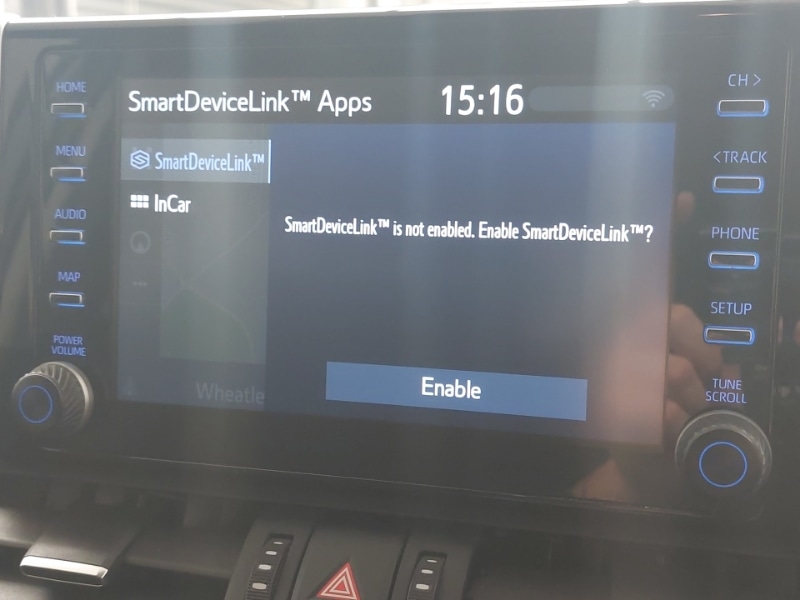 HOME
MENU
AUDIO
MAP
POWER
VOLUME
SmartDeviceLink™ Apps
15:16
SmartDeviceLink™
InCar
SmartDeviceLink™ is not enabled. Enable SmartDeviceLink™?
Enable
Wheatle
CH >
< TRACK
PHONE
SETUP
TUNE
SCROLL